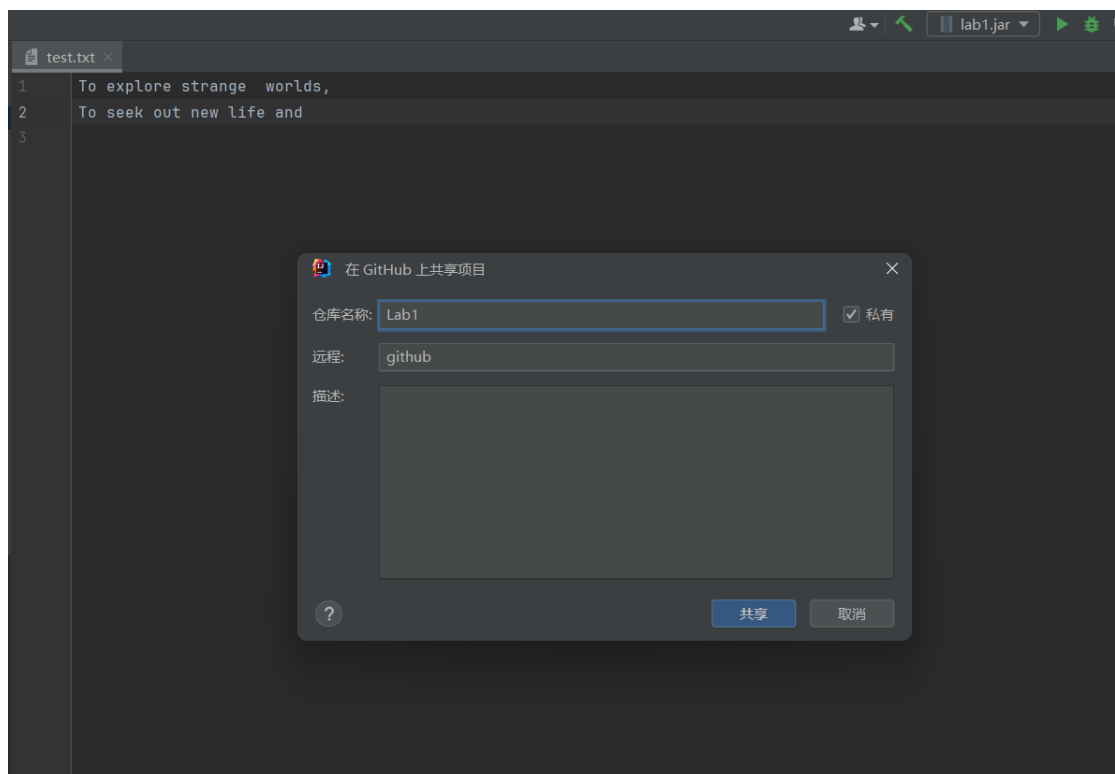 lab1.jar
test.txt
1 To explore strange  worlds,
2 To seek out new life and
3
在 GitHub 上共享项目
仓库名称: Lab1 私有
远程: github
描述:
? 共享 取消